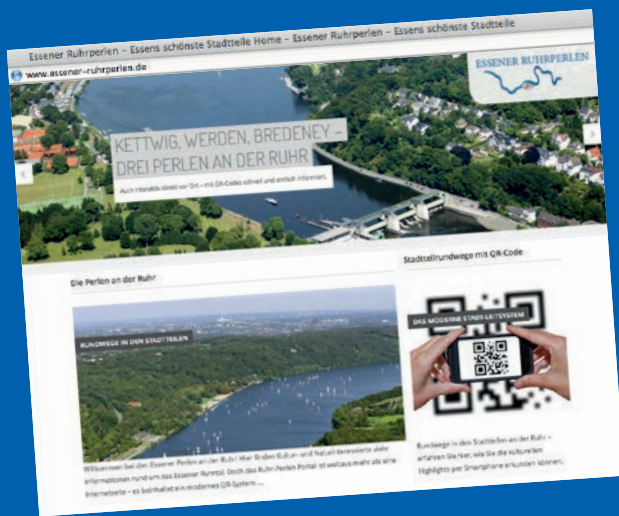 Essener Ruhrperlen – Essens schönste Stadtteile Home – Essener Ruhrperlen – Essens schönste Stadtteile
www.essener-ruhrperlen.de
ESSENER RUHRPERLEN
KETTWIG, WERDEN, BREDENEY –
DREI PERLEN AN DER RUHR
Auch interaktiv direkt vor Ort – mit QR-Codes schnell und einfach informiert.
Die Perlen an der Ruhr
RUNDWEGE IN DEN STADTTEILEN
Willkommen bei den Essener Perlen an der Ruhr! Hier finden Kultur- und Naturinteressierte viele
Informationen rund um das Essener Ruhrtal. Doch das Ruhr-Perlen Portal ist weitaus mehr als eine
Internetseite – es beinhaltet ein modernes QR-System ...
Stadtteilrundwege mit QR-Code
DAS MODERNE STADT-LEITSYSTEM
Rundwege in den Stadtteilen an der Ruhr –
erfahren Sie hier, wie Sie die kulturellen
Highlights per Smartphone erkunden können.